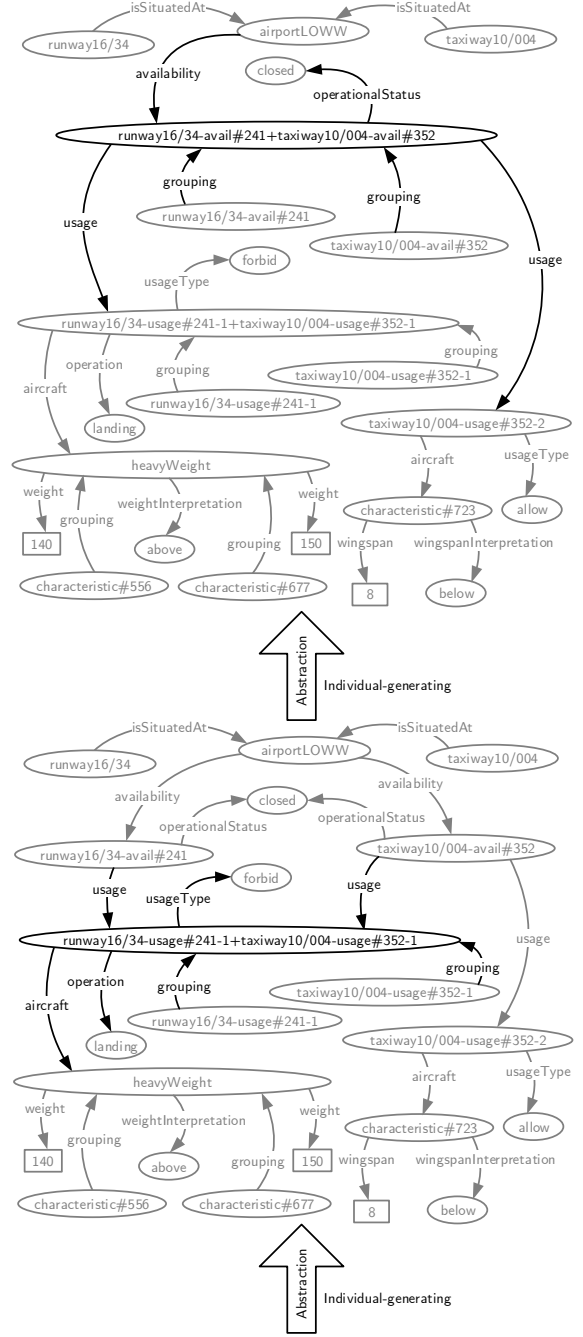 isSituatedAt
isSituatedAt
runway16/34
airportLOWW
taxiway10/004
availability
closed
operationalStatus
runway16/34-avail#241+taxiway10/004-avail#352
grouping
grouping
runway16/34-avail#241
usage
taxiway10/004-avail#352
forbid
usage
usageType
runway16/34-usage#241-1+taxiway10/004-usage#352-1
grouping
operation
grouping
taxiway10/004-usage#352-1
aircraft
runway16/34-usage#241-1
landing
taxiway10/004-usage#352-2
heavyWeight
aircraft
usageType
weight
weightInterpretation
weight
grouping
characteristic#723
allow
140
above
grouping
150
wingspan
wingspanInterpretation
characteristic#556
characteristic#677
8
below
Abstraction
Individual-generating
isSituatedAt
isSituatedAt
runway16/34
airportLOWW
taxiway10/004
availability
availability
closed
operationalStatus
operationalStatus
runway16/34-avail#241
taxiway10/004-avail#352
usage
usageType
forbid
usage
runway16/34-usage#241-1+taxiway10/004-usage#352-1
usage
operation
grouping
grouping
taxiway10/004-usage#352-1
aircraft
runway16/34-usage#241-1
landing
taxiway10/004-usage#352-2
heavyWeight
aircraft
usageType
weight
weightInterpretation
weight
grouping
characteristic#723
allow
140
above
grouping
150
wingspan
wingspanInterpretation
characteristic#556
characteristic#677
8
below
Abstraction
Individual-generating